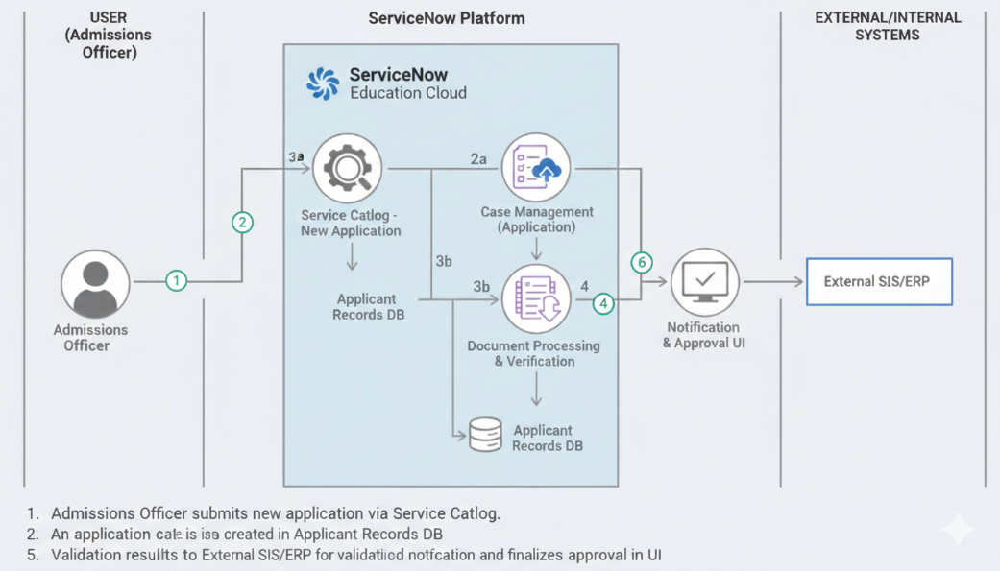 USER
(Admissions
Officer)
ServiceNow Platform
EXTERNAL/INTERNAL
SYSTEMS
ServiceNow
Education Cloud
3a
2a
2
Service Catlog -
New Application
Case Management
(Application)
3b
6
1
3b
4
4
External SIS/ERP
Applicant
Records DB
Admissions
Officer
Notification
& Approval UI
Document Processing
& Verification
Applicant
Records DB
1. Admissions Officer submits new application via Service Catlog.
2. An application is created in Applicant Records DB
5. Validation results to External SIS/ERP for and finalizes approval in UI